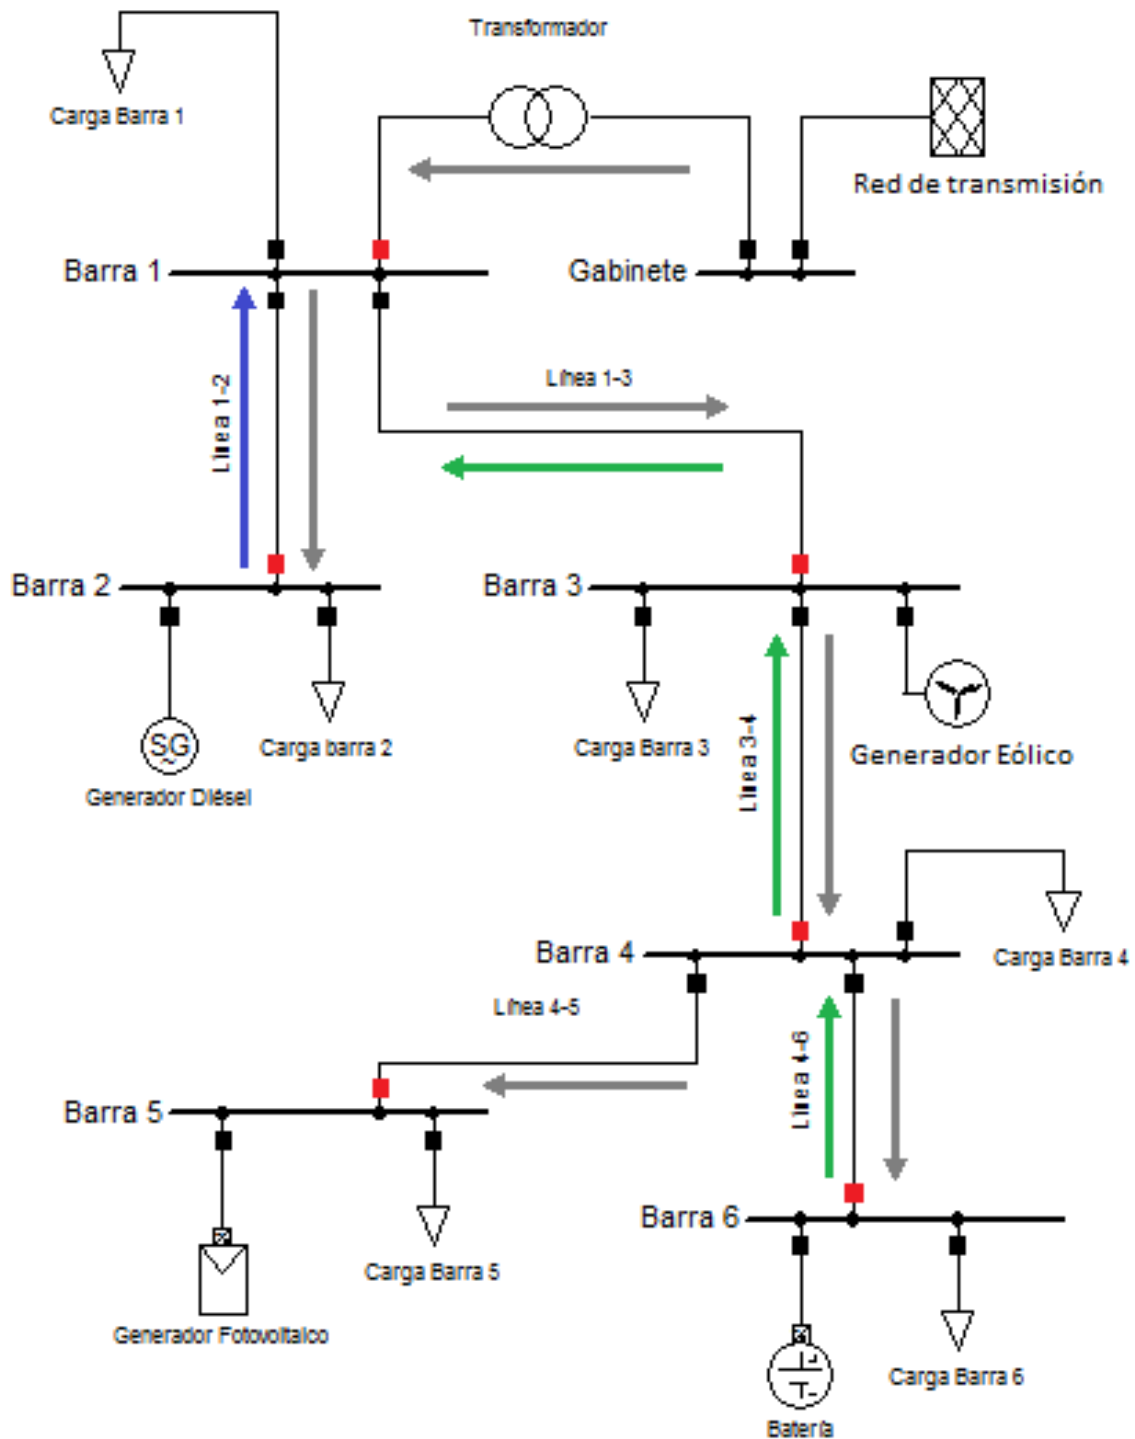 Transformador
Carga Barra 1
Red de transmisión
Barra 1
Gabinete
Línea 1-2
Línea 1-3
Barra 2
Barra 3
SG
~
Carga barra 2
Carga Barra 3
Línea 3-4
Generador Eólico
Generador Diésel
Barra 4
Carga Barra 4
Línea 4-5
Línea 4-6
Barra 5
Barra 6
Carga Barra 5
Generador Fotovoltaico
Carga Barra 6
Batería